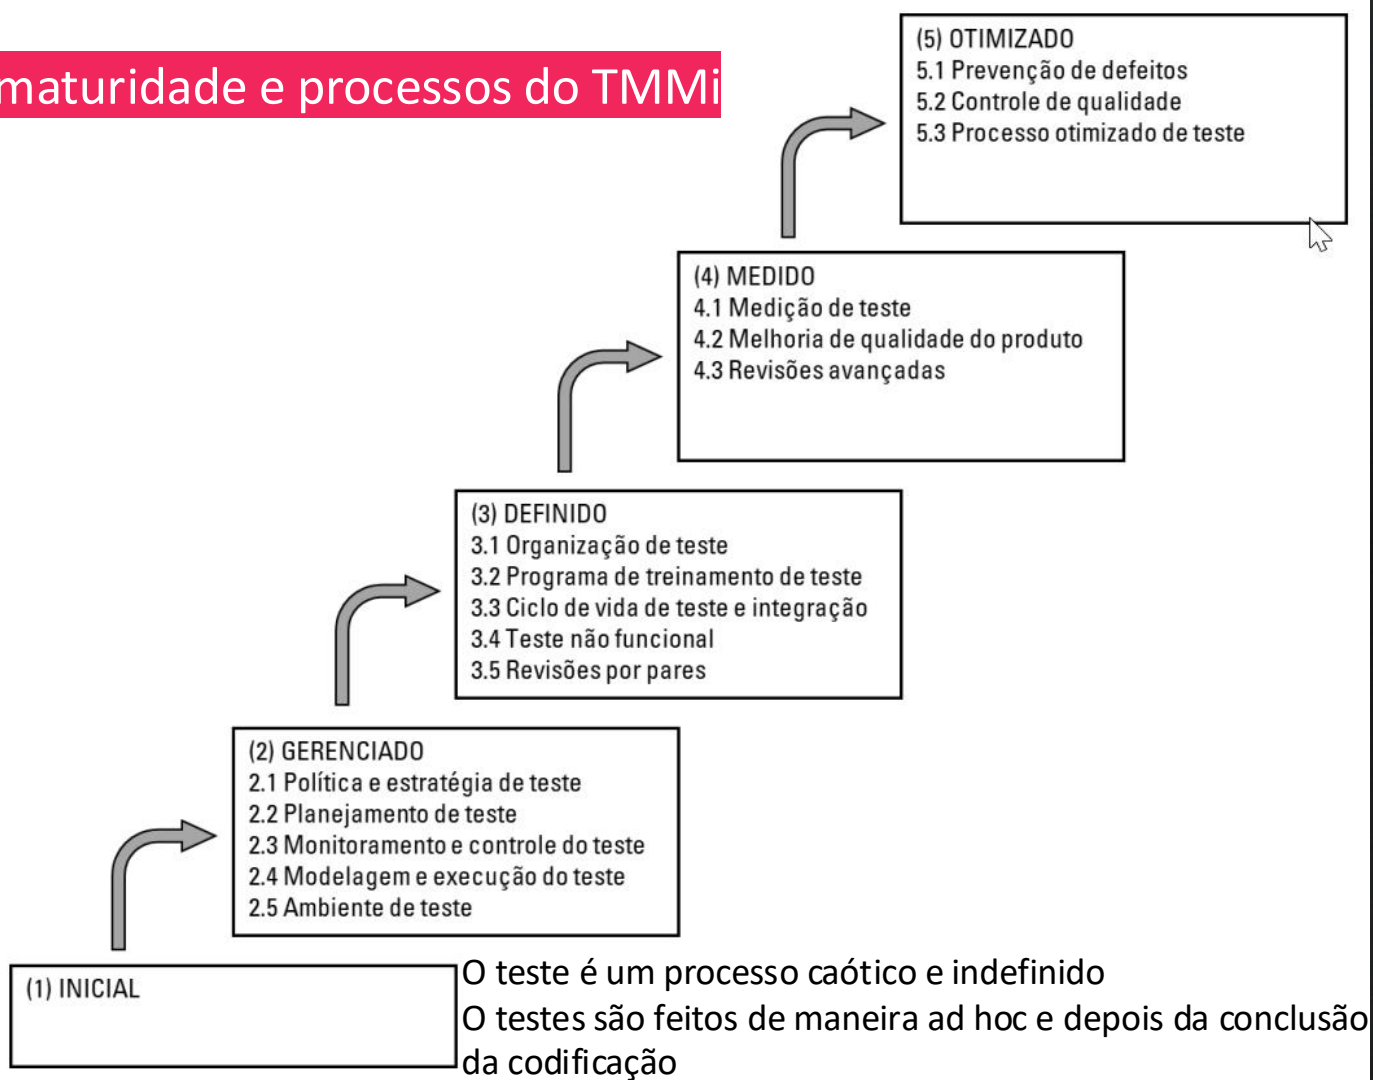 maturidade e processos do TMMi
(5) OTIMIZADO
5.1 Prevenção de defeitos
5.2 Controle de qualidade
5.3 Processo otimizado de teste
(4) MEDIDO
4.1 Medição de teste
4.2 Melhoria de qualidade do produto
4.3 Revisões avançadas
(3) DEFINIDO
3.1 Organização de teste
3.2 Programa de treinamento de teste
3.3 Ciclo de vida de teste e integração
3.4 Teste não funcional
3.5 Revisões por pares
(2) GERENCIADO
2.1 Política e estratégia de teste
2.2 Planejamento de teste
2.3 Monitoramento e controle do teste
2.4 Modelagem e execução do teste
2.5 Ambiente de teste
(1) INICIAL
O teste é um processo caótico e indefinido
O testes são feitos de maneira ad hoc e depois da conclusão
da codificação